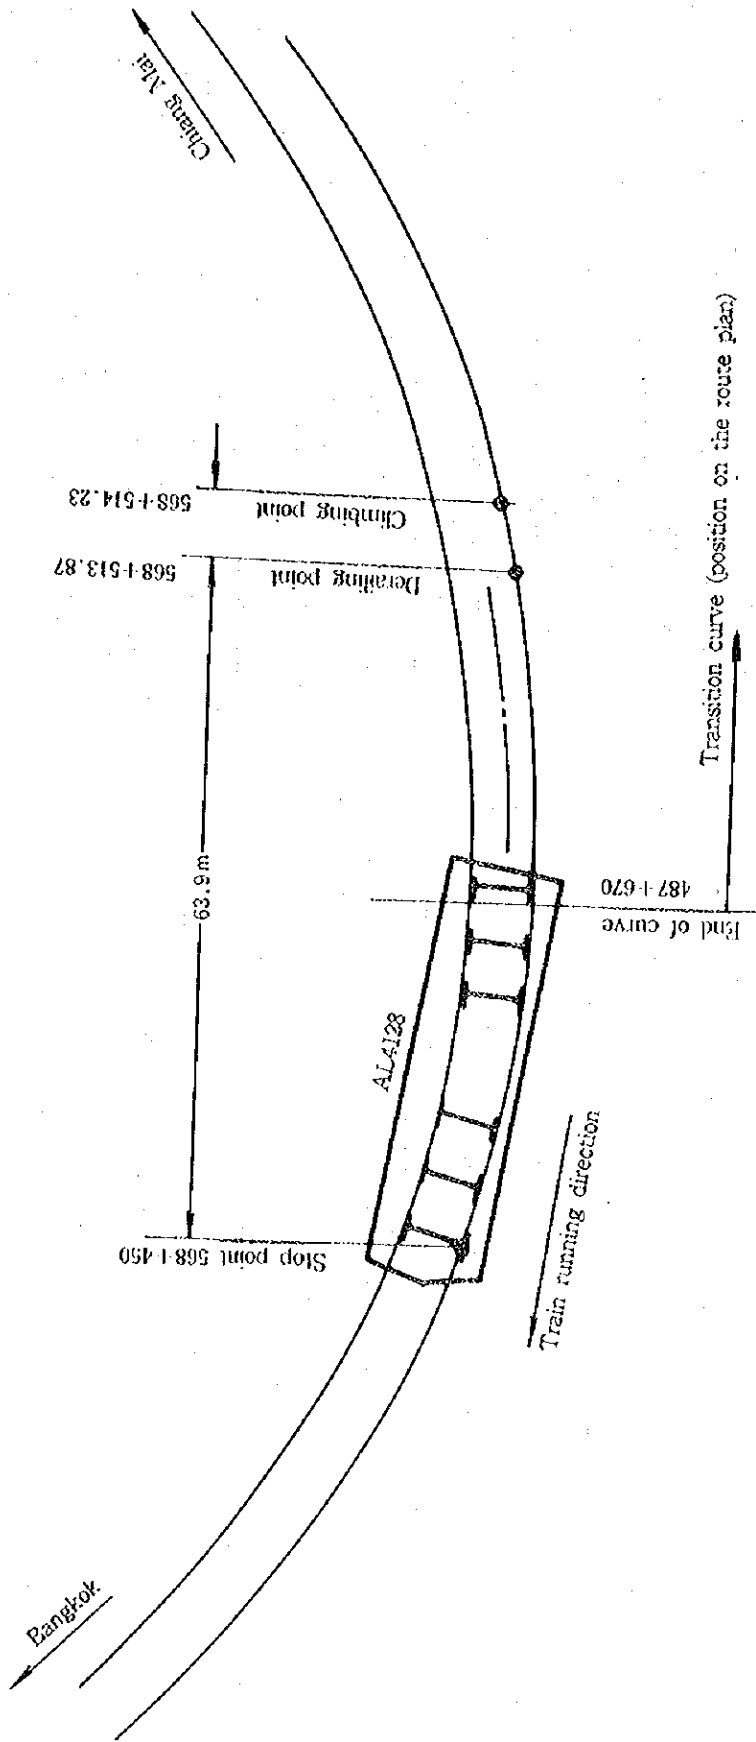 Chiang Mai
568+514.23
Climbing point
568+513.87
Derailing point
63.9m
Transition curve (position on the route plan)
487+670
End of curve
AL4128
Stop point 568+450
Train running direction
Bangkok